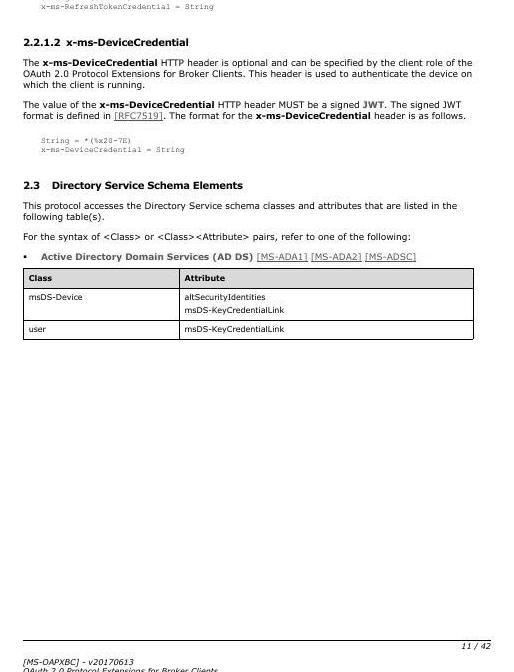 x-ms-RefreshTokenCredential = String
2.2.1.2 x-ms-DeviceCredential
The x-ms-DeviceCredential HTTP header is optional and can be specified by the client role of the
OAuth 2.0 Protocol Extensions for Broker Clients. This header is used to authenticate the device on
which the client is running.
The value of the x-ms-DeviceCredential HTTP header MUST be a signed JWT. The signed JWT
format is defined in [RFC7519]. The format for the x-ms-DeviceCredential header is as follows.
String = *(%x20-7E)
x-ms-DeviceCredential = String
2.3 Directory Service Schema Elements
This protocol accesses the Directory Service schema classes and attributes that are listed in the
following table(s).
For the syntax of <Class> or <Class><Attribute> pairs, refer to one of the following:
▪ Active Directory Domain Services (AD DS) [MS-ADA1] [MS-ADA2] [MS-ADSC]
Class Attribute
msDS-Device altSecurityIdentities
msDS-KeyCredentialLink
user msDS-KeyCredentialLink
11 / 42
[MS-OAPXBC] - v20170613
OAuth 2.0 Protocol Extensions for Broker Clients